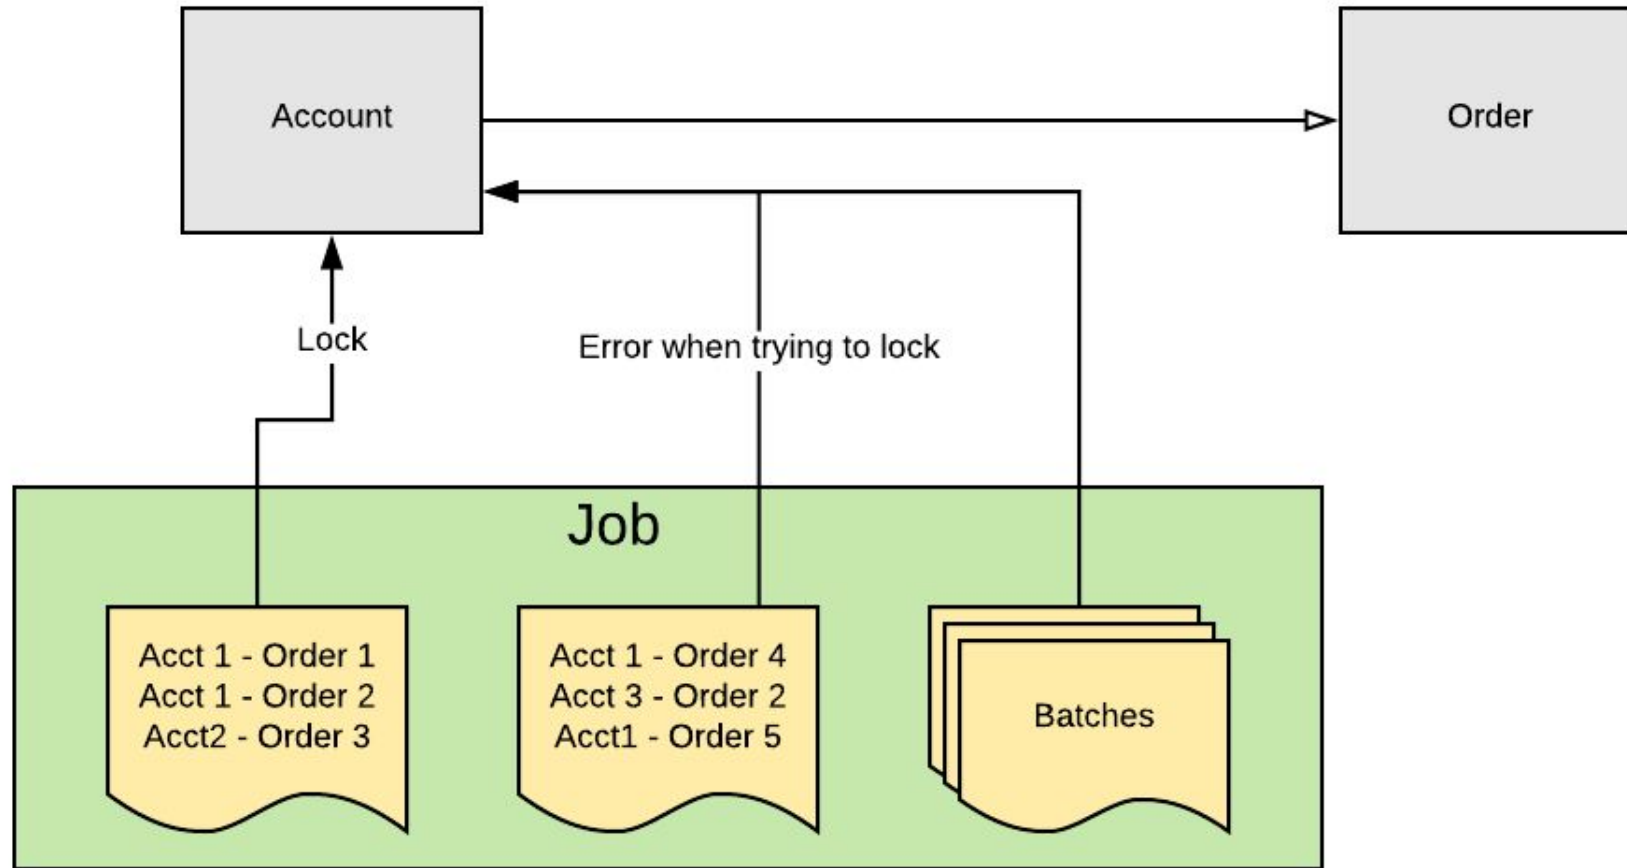 Account
Order
Lock
Error when trying to lock
Job
Acct 1 - Order 1
Acct 1 - Order 2
Acct2 - Order 3
Acct 1 - Order 4
Acct 3 - Order 2
Acct1 - Order 5
Batches